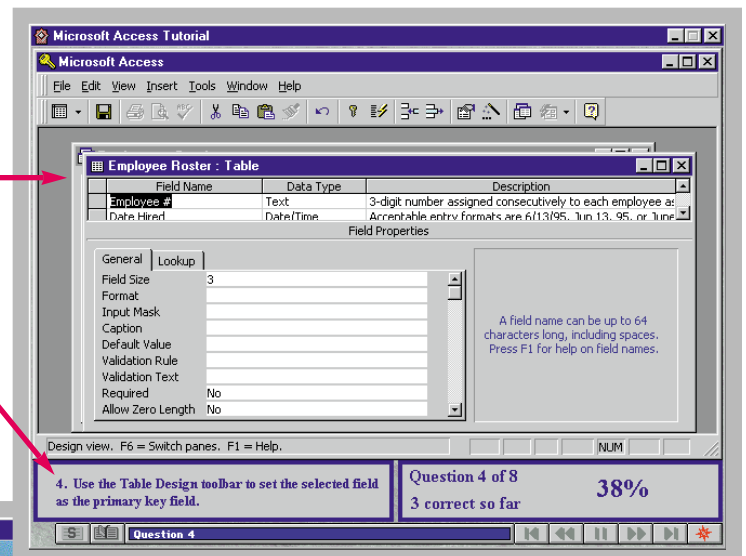 Microsoft Access Tutorial
Microsoft Access
File Edit View Insert Tools Window Help
Employee Roster : Table
Field Name Data Type Description
Employee # Text 3-digit number assigned consecutively to each employee as
Date Hired Date/Time Acceptable entry formats are 6/13/95, Jun 13, 95, or June
Field Properties
General Lookup
Field Size 3
Format
Input Mask
Caption
Default Value
Validation Rule
Validation Text
Required No
Allow Zero Length No
A field name can be up to 64
characters long, including spaces.
Press F1 for help on field names.
Design view. F6 = Switch panes. F1 = Help.
NUM
4. Use the Table Design toolbar to set the selected field
as the primary key field.
Question 4 of 8
3 correct so far
38%
S
Question 4